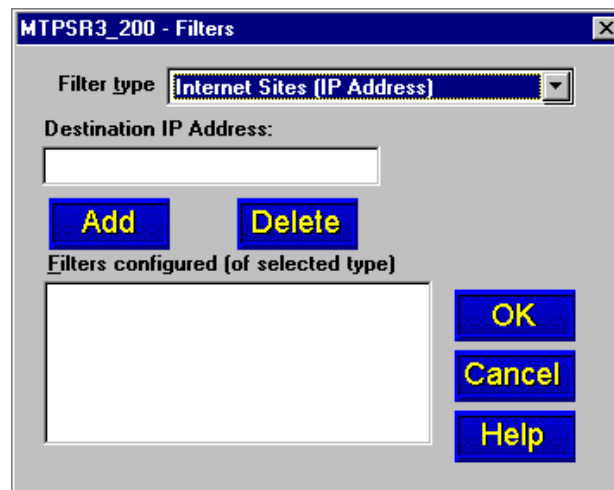 MTPSR3_200 - Filters
Filter type Internet Sites (IP Address)
Destination IP Address:
Add Delete
Filters configured (of selected type)
OK
Cancel
Help